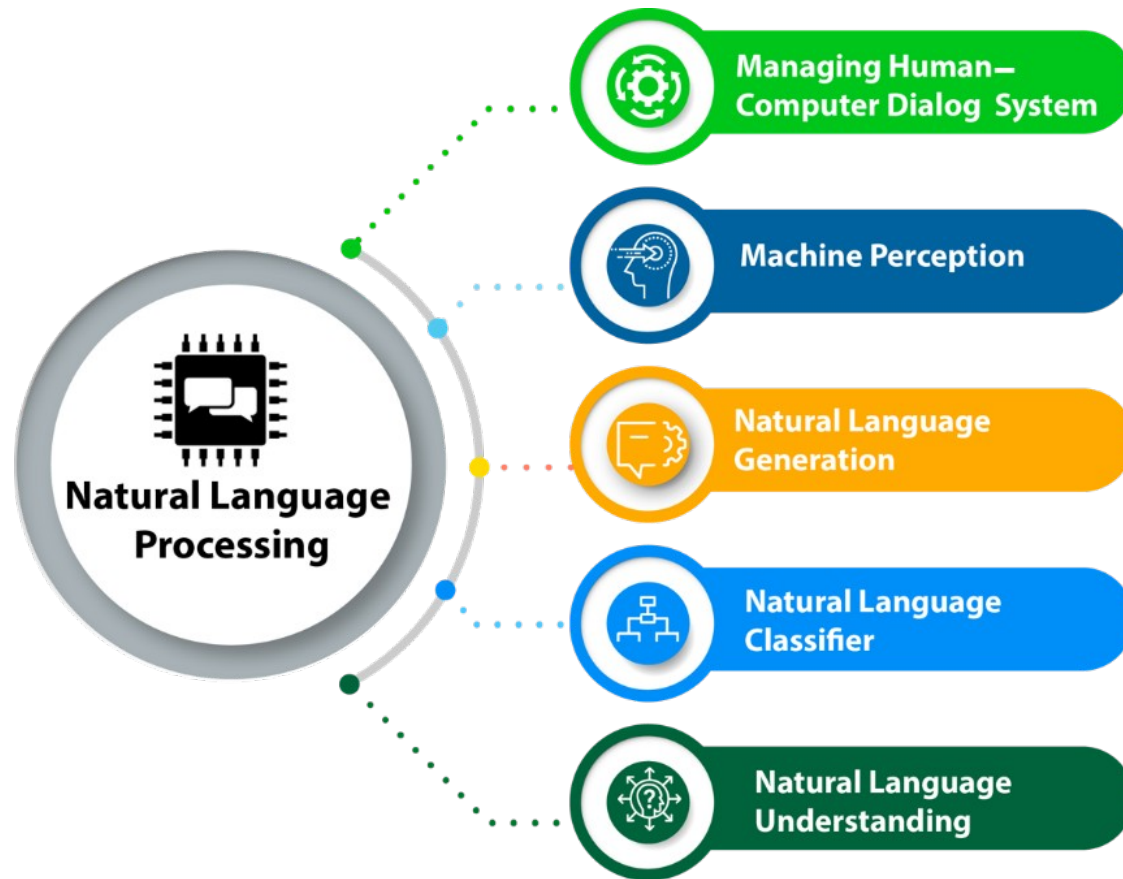 Natural Language
Processing
Managing Human–
Computer Dialog System
Machine Perception
Natural Language
Generation
Natural Language
Classifier
Natural Language
Understanding